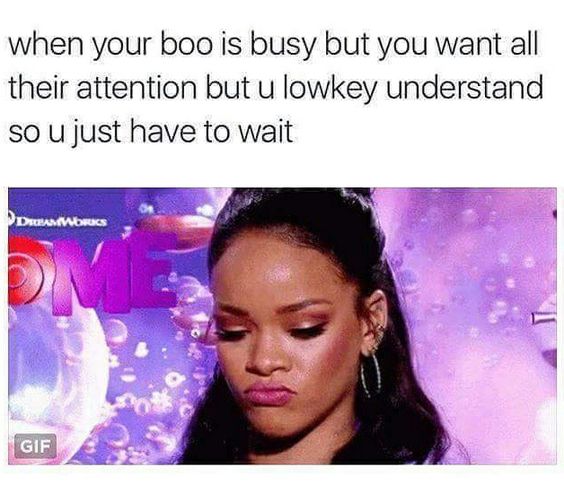 when your boo is busy but you want all
their attention but u lowkey understand
so u just have to wait
DREAMWORKS
OME
GIF